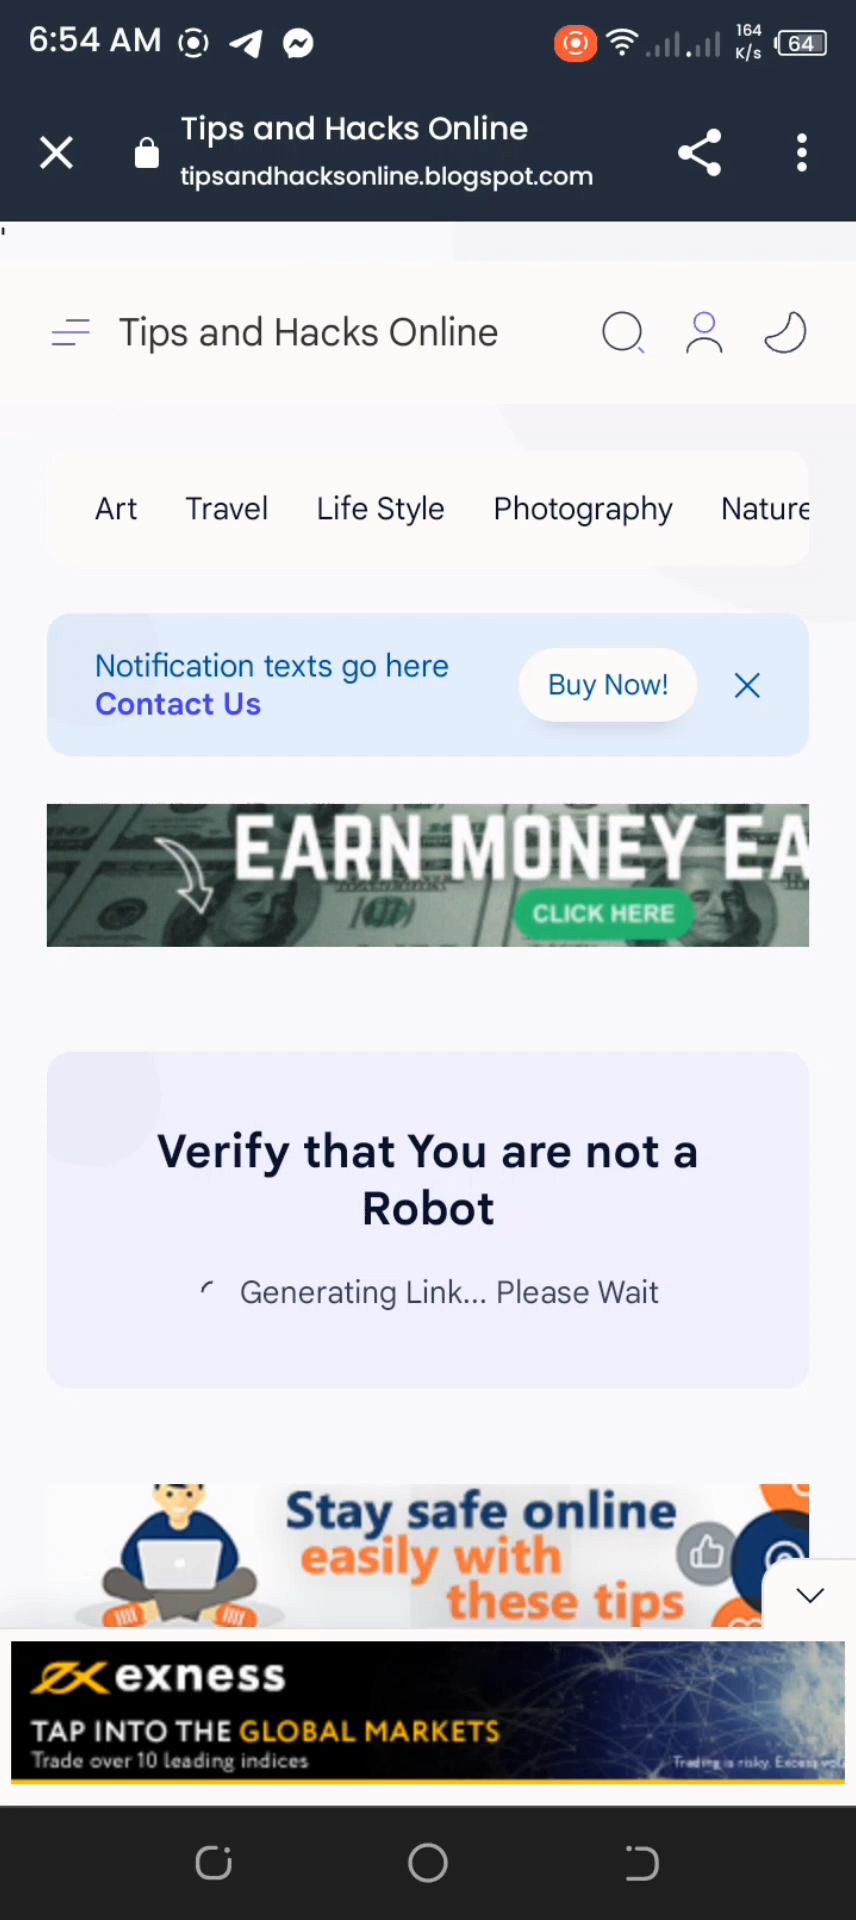 6:54 AM
164
K/s
64
Tips and Hacks Online
tipsandhacksonline.blogspot.com
'
Tips and Hacks Online
Art Travel Life Style Photography Nature
Notification texts go here
Contact Us
Buy Now!
EARN MONEY EA
CLICK HERE
Verify that You are not a
Robot
Generating Link... Please Wait
Stay safe online
easily with
these tips
exness
TAP INTO THE GLOBAL MARKETS
Trade over 10 leading indices
Trading is risky.